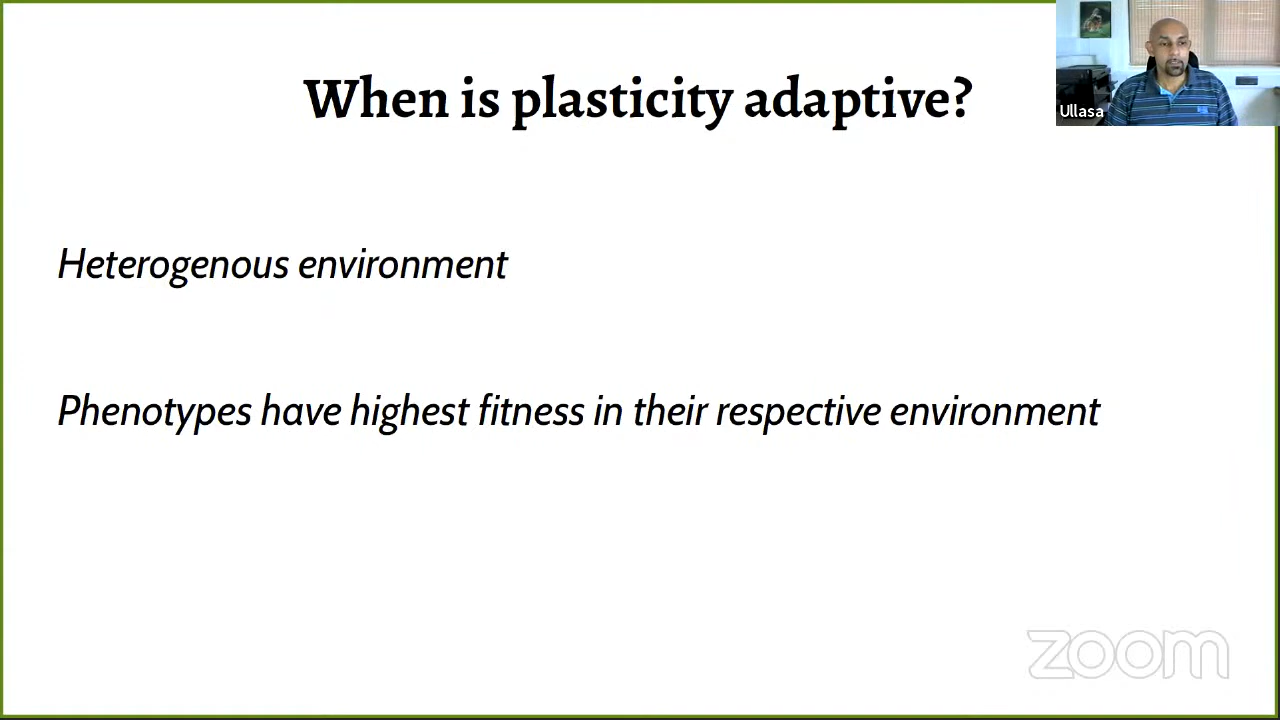 When is plasticity adaptive?
Ullasa
Heterogenous environment
Phenotypes have highest fitness in their respective environment
zoom